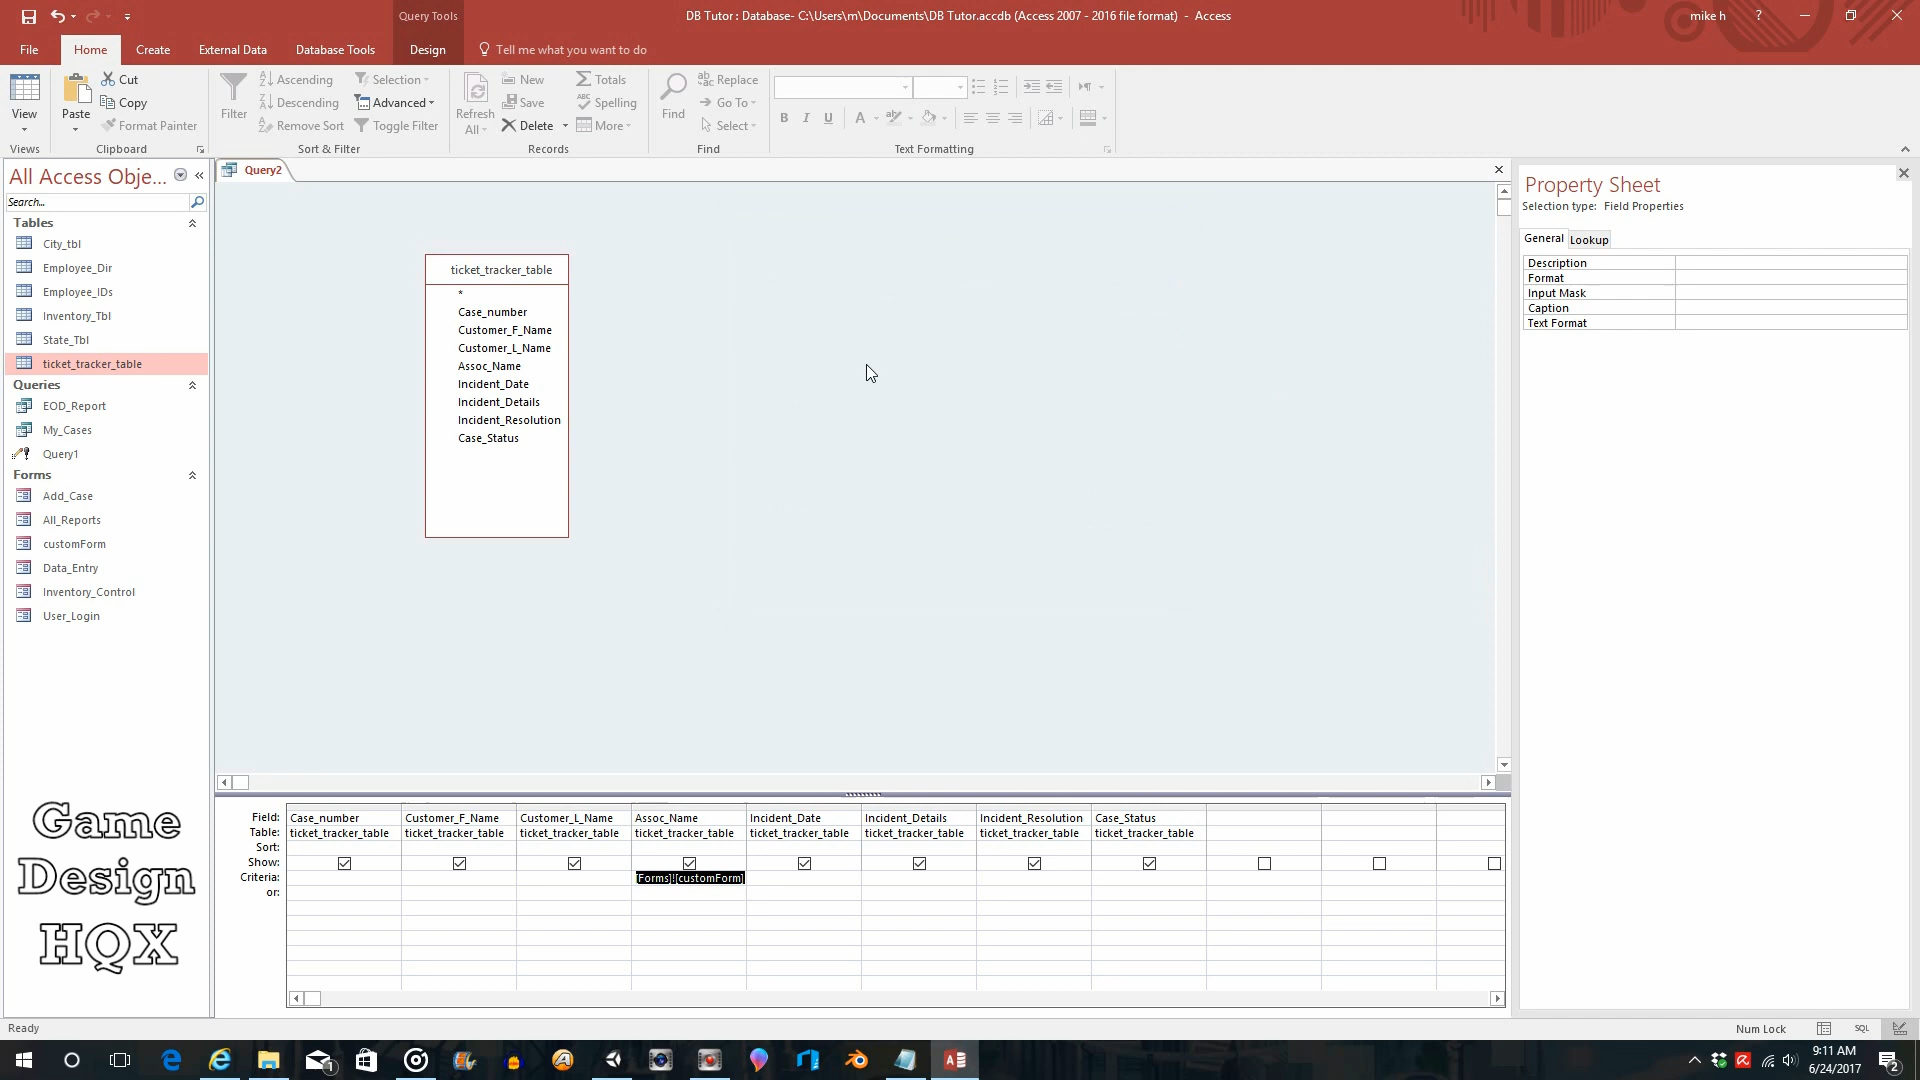 Query Tools
DB Tutor : Database- C:\Users\m\Documents\DB Tutor.accdb (Access 2007 - 2016 file format) - Access
mike h
?
File
Home
Create
External Data
Database Tools
Design
Tell me what you want to do
View
Views
Paste
Cut
Copy
Format Painter
Clipboard
Filter
Ascending
Descending
Remove Sort
Selection
Advanced
Toggle Filter
Sort & Filter
Refresh
All
New
Save
Delete
Totals
Spelling
More
Records
Find
Replace
Go To
Select
Find
B I U
A
Text Formatting
All Access Obje...
Search...
Tables
City_tbl
Employee_Dir
Employee_IDs
Inventory_Tbl
State_Tbl
ticket_tracker_table
Queries
EOD_Report
My_Cases
Query1
Forms
Add_Case
All_Reports
customForm
Data_Entry
Inventory_Control
User_Login
Game
Design
HQX
Query2
ticket_tracker_table
*
Case_number
Customer_F_Name
Customer_L_Name
Assoc_Name
Incident_Date
Incident_Details
Incident_Resolution
Case_Status
Field: Case_number Customer_F_Name Customer_L_Name Assoc_Name Incident_Date Incident_Details Incident_Resolution Case_Status
Table: ticket_tracker_table ticket_tracker_table ticket_tracker_table ticket_tracker_table ticket_tracker_table ticket_tracker_table ticket_tracker_table ticket_tracker_table
Sort:
Show:
Criteria: [Forms]![customForm]
or:
Property Sheet
Selection type: Field Properties
General Lookup
Description
Format
Input Mask
Caption
Text Format
Ready
Num Lock
SQL
9:11 AM
6/24/2017